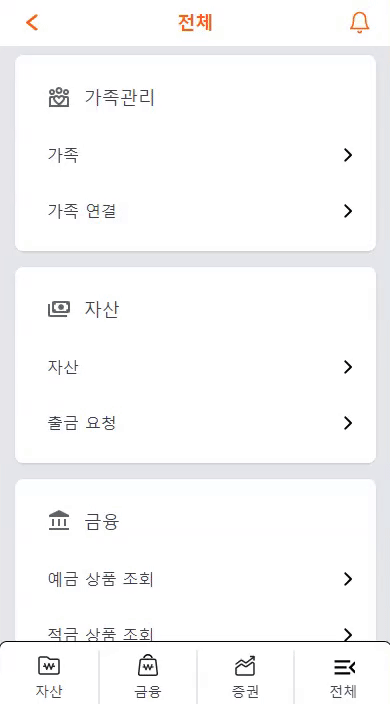 전체
가족관리
가족
가족 연결
자산
자산
출금 요청
금융
예금 상품 조회
적금 상품 조회
자산 금융 증권 전체